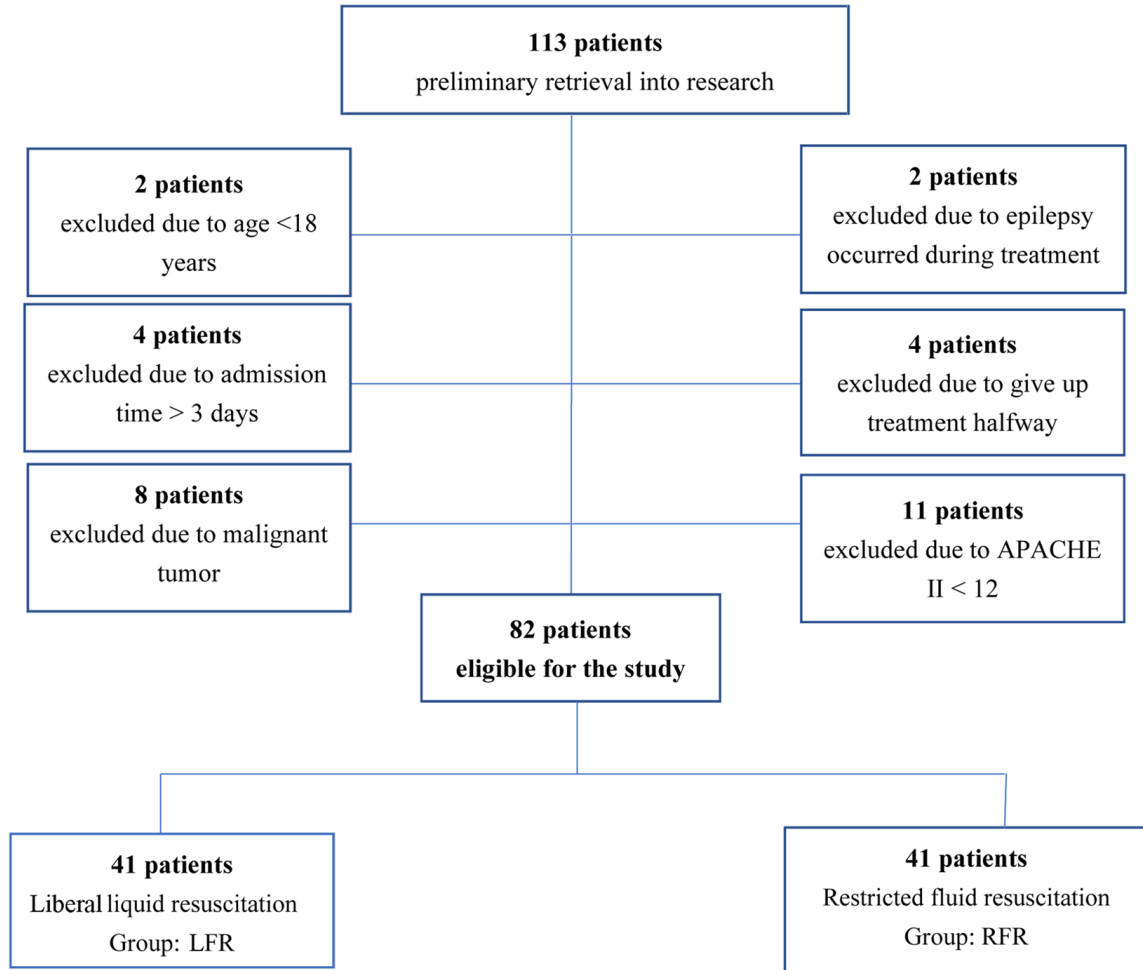 113 patients
preliminary retrieval into research
2 patients
excluded due to age <18
years
2 patients
excluded due to epilepsy
occurred during treatment
4 patients
excluded due to admission
time > 3 days
4 patients
excluded due to give up
treatment halfway
8 patients
excluded due to malignant
tumor
11 patients
excluded due to APACHE
II < 12
82 patients
eligible for the study
41 patients
Liberal liquid resuscitation
Group: LFR
41 patients
Restricted fluid resuscitation
Group: RFR